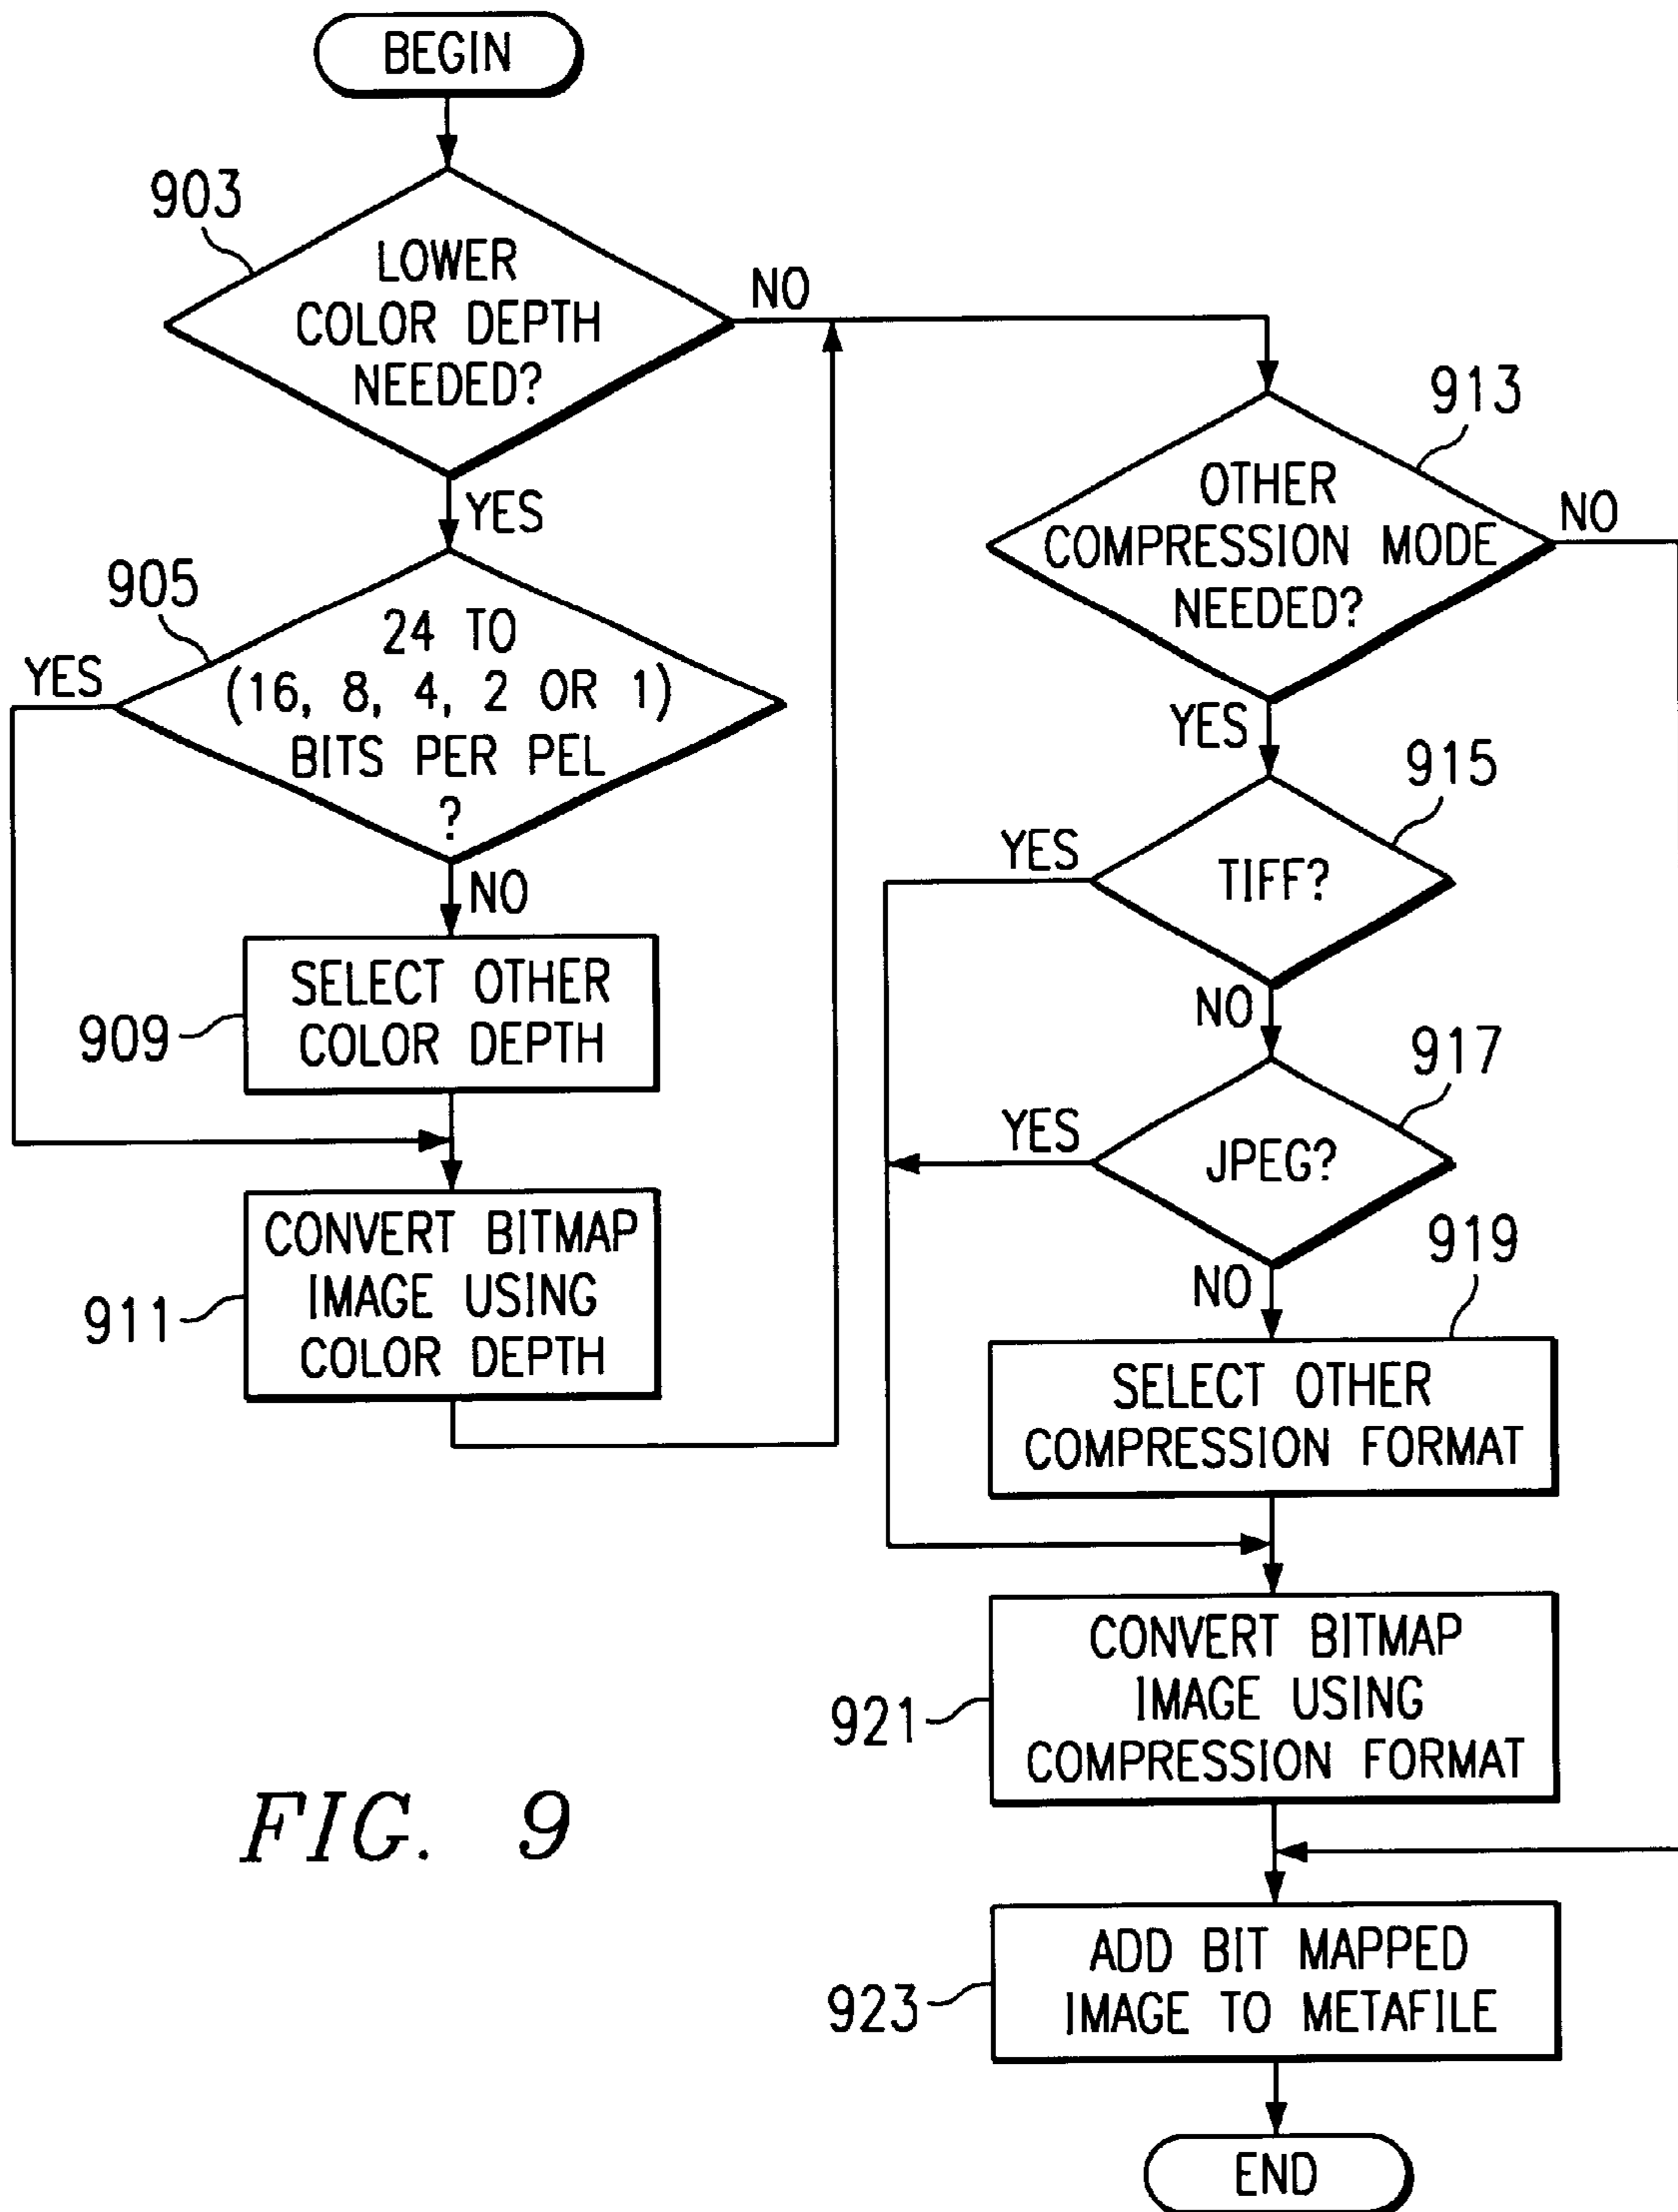 BEGIN
903
LOWER
COLOR DEPTH
NEEDED?
NO
YES
905
24 TO
(16, 8, 4, 2 OR 1)
BITS PER PEL
?
YES
NO
909
SELECT OTHER
COLOR DEPTH
911
CONVERT BITMAP
IMAGE USING
COLOR DEPTH
913
OTHER
COMPRESSION MODE
NEEDED?
NO
YES
915
TIFF?
YES
NO
917
JPEG?
YES
NO
919
SELECT OTHER
COMPRESSION FORMAT
921
CONVERT BITMAP
IMAGE USING
COMPRESSION FORMAT
923
ADD BIT MAPPED
IMAGE TO METAFILE
END
FIG. 9